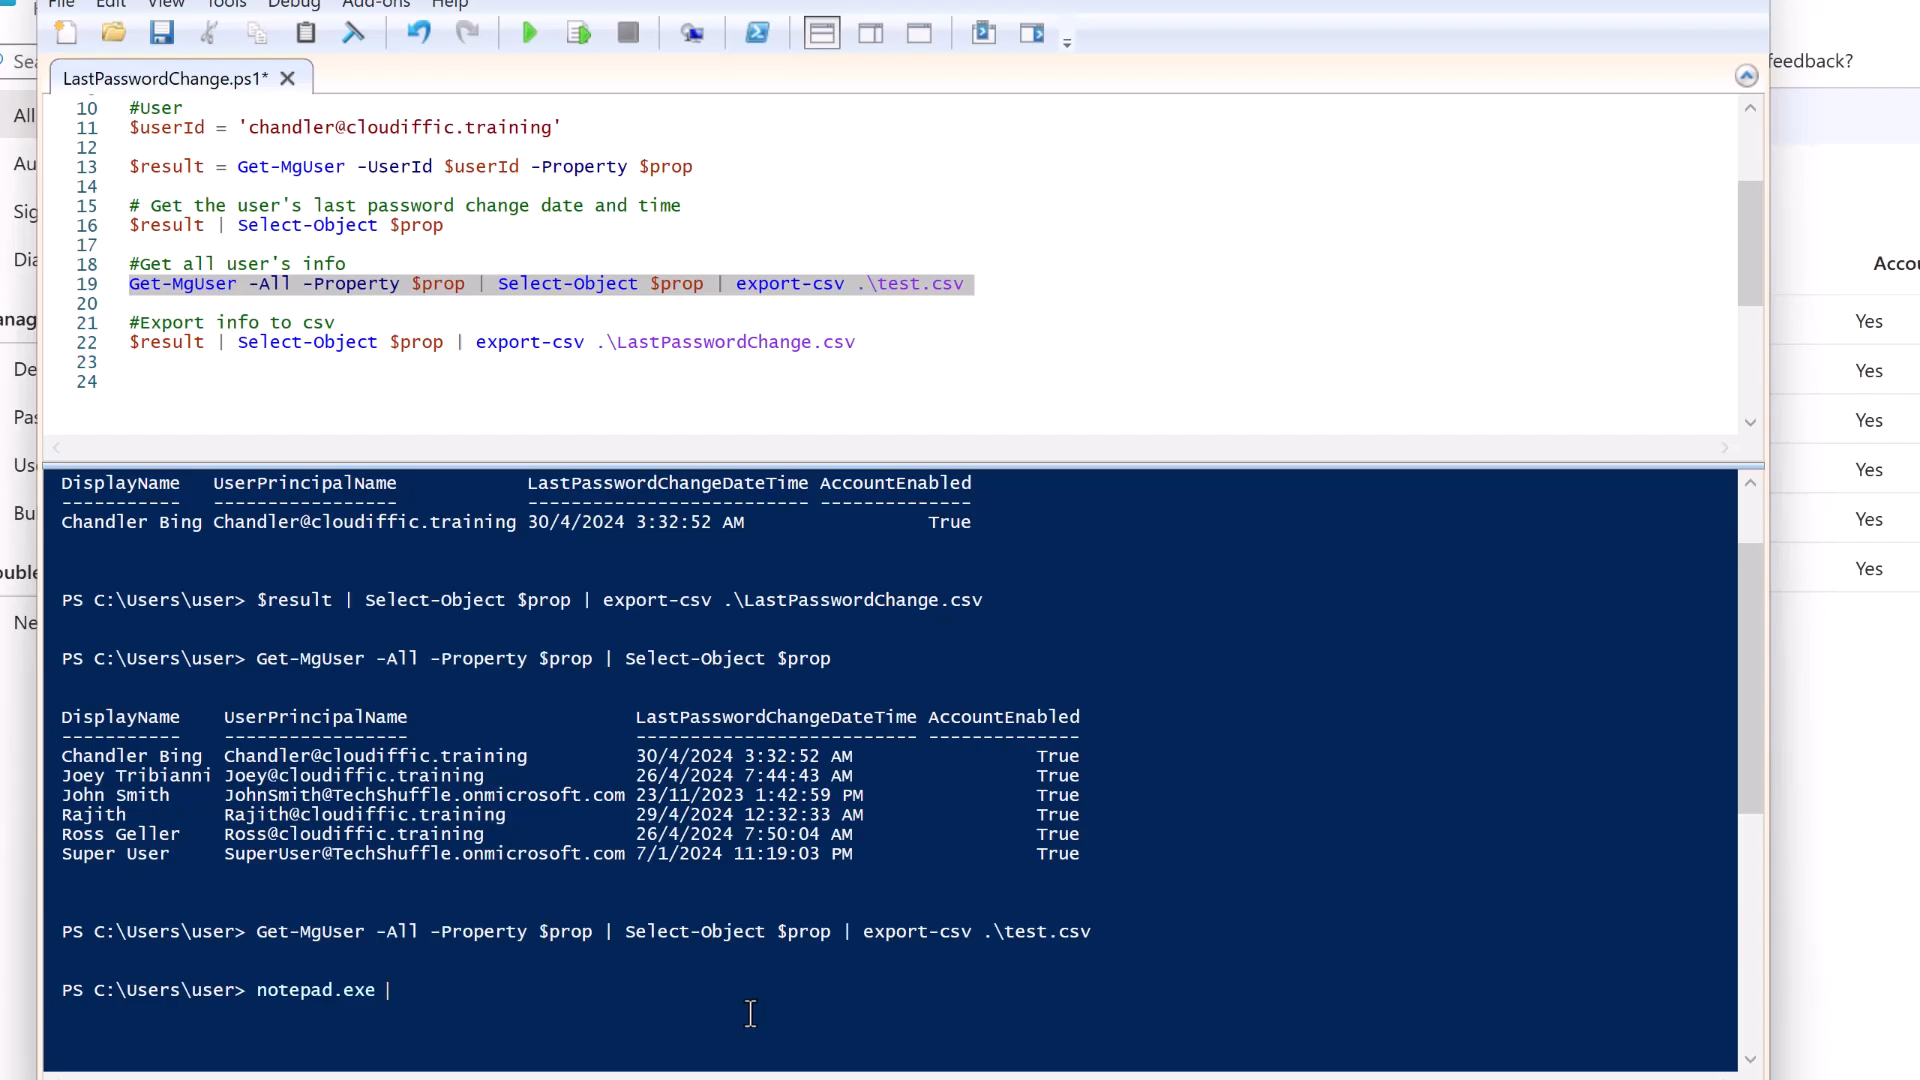 File Edit View Tools Debug Add-ons Help
Sea
feedback?
LastPasswordChange.ps1*
All
Au
Sig
Dia
anag
De
Pas
Use
Bul
ouble
Ne
10 #User
11 $userId = 'chandler@cloudiffic.training'
12
13 $result = Get-MgUser -UserId $userId -Property $prop
14
15 # Get the user's last password change date and time
16 $result | Select-Object $prop
17
18 #Get all user's info
19 Get-MgUser -All -Property $prop | Select-Object $prop | export-csv .\test.csv
20
21 #Export info to csv
22 $result | Select-Object $prop | export-csv .\LastPasswordChange.csv
23
24
Accou
Yes
Yes
Yes
Yes
Yes
Yes
DisplayName UserPrincipalName LastPasswordChangeDateTime AccountEnabled
----------- ----------------- -------------------------- --------------
Chandler Bing Chandler@cloudiffic.training 30/4/2024 3:32:52 AM True
PS C:\Users\user> $result | Select-Object $prop | export-csv .\LastPasswordChange.csv
PS C:\Users\user> Get-MgUser -All -Property $prop | Select-Object $prop
DisplayName UserPrincipalName LastPasswordChangeDateTime AccountEnabled
----------- ----------------- -------------------------- --------------
Chandler Bing Chandler@cloudiffic.training 30/4/2024 3:32:52 AM True
Joey Tribianni Joey@cloudiffic.training 26/4/2024 7:44:43 AM True
John Smith JohnSmith@TechShuffle.onmicrosoft.com 23/11/2023 1:42:59 PM True
Rajith Rajith@cloudiffic.training 29/4/2024 12:32:33 AM True
Ross Geller Ross@cloudiffic.training 26/4/2024 7:50:04 AM True
Super User SuperUser@TechShuffle.onmicrosoft.com 7/1/2024 11:19:03 PM True
PS C:\Users\user> Get-MgUser -All -Property $prop | Select-Object $prop | export-csv .\test.csv
PS C:\Users\user> notepad.exe